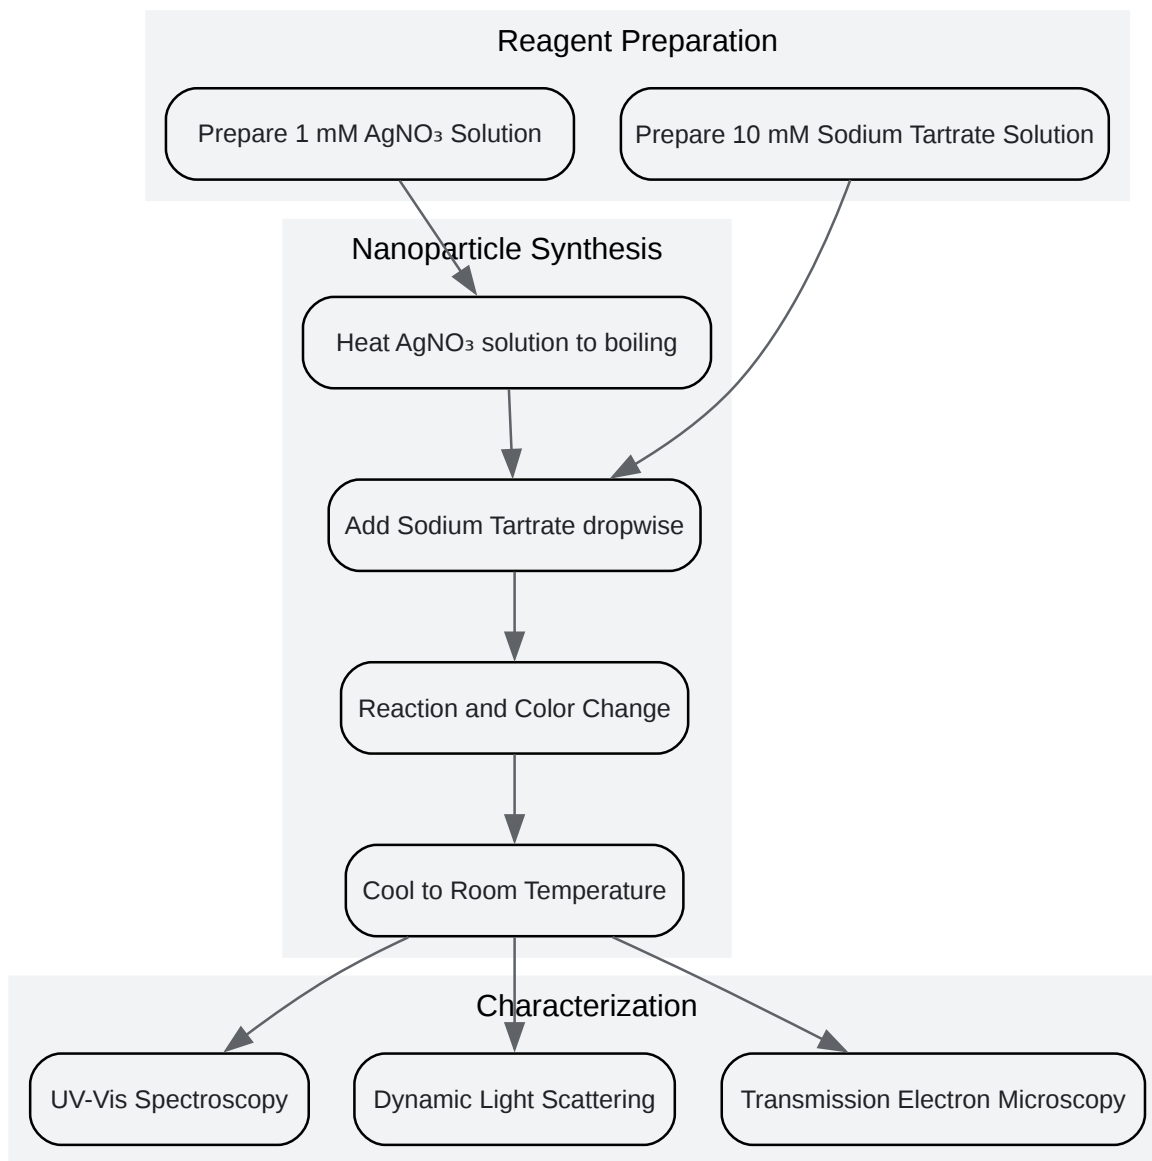 Reagent Preparation
Prepare 1 mM AgNO₃ Solution
Prepare 10 mM Sodium Tartrate Solution
Nanoparticle Synthesis
Heat AgNO₃ solution to boiling
Add Sodium Tartrate dropwise
Reaction and Color Change
Cool to Room Temperature
Characterization
UV-Vis Spectroscopy
Dynamic Light Scattering
Transmission Electron Microscopy